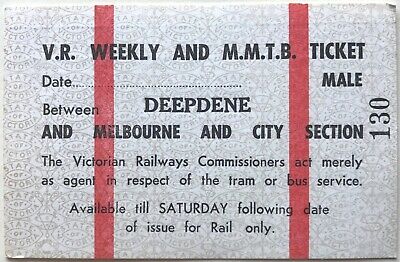 V.R. WEEKLY AND M.M.T.B. TICKET
Date.................. MALE
Between DEEPDENE
AND MELBOURNE AND CITY SECTION
130
The Victorian Railways Commissioners act merely
as agent in respect of the tram or bus service.
Available till SATURDAY following date
of issue for Rail only.